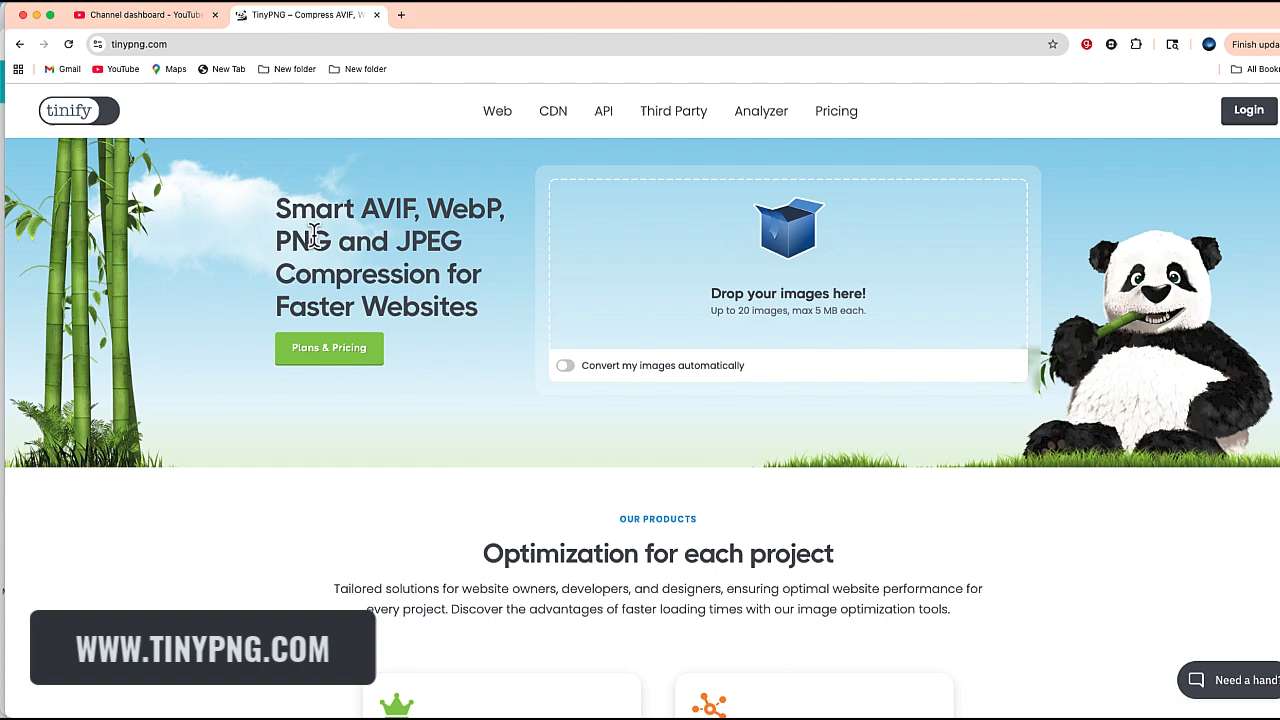 Channel dashboard - YouTube
TinyPNG – Compress AVIF, W
tinypng.com
Finish upda
Gmail
YouTube
Maps
New Tab
New folder
New folder
All Book
tinify
Web
CDN
API
Third Party
Analyzer
Pricing
Login
Smart AVIF, WebP,
PNG and JPEG
Compression for
Faster Websites
Plans & Pricing
Drop your images here!
Up to 20 images, max 5 MB each.
Convert my images automatically
OUR PRODUCTS
Optimization for each project
Tailored solutions for website owners, developers, and designers, ensuring optimal website performance for
every project. Discover the advantages of faster loading times with our image optimization tools.
WWW.TINYPNG.COM
Need a hand?